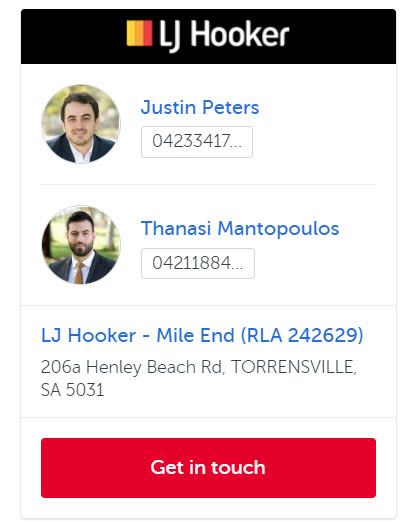 LJ Hooker
Justin Peters
04233417...
Thanasi Mantopoulos
04211884...
LJ Hooker - Mile End (RLA 242629)
206a Henley Beach Rd, TORRENSVILLE,
SA 5031
Get in touch